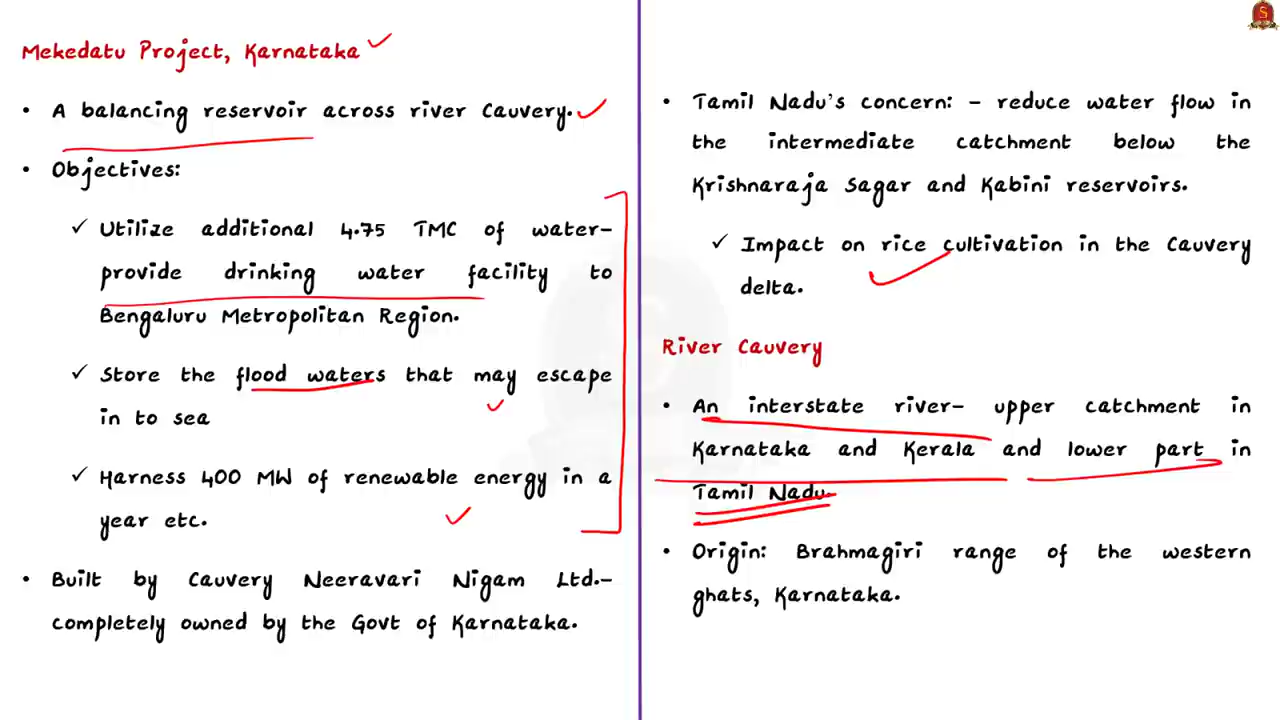 Mekedatu Project, Karnataka
• A balancing reservoir across river Cauvery.
• Objectives:
✓ Utilize additional 4.75 TMC of water-
provide drinking water facility to
Bengaluru Metropolitan Region.
✓ Store the flood waters that may escape
in to sea
✓ Harness 400 MW of renewable energy in a
year etc.
• Built by Cauvery Neeravari Nigam Ltd.-
completely owned by the Govt of Karnataka.
• Tamil Nadu's concern: - reduce water flow in
the intermediate catchment below the
Krishnaraja Sagar and Kabini reservoirs.
✓ Impact on rice cultivation in the Cauvery
delta.
River Cauvery
• An interstate river- upper catchment in
Karnataka and Kerala and lower part in
Tamil Nadu.
• Origin: Brahmagiri range of the western
ghats, Karnataka.